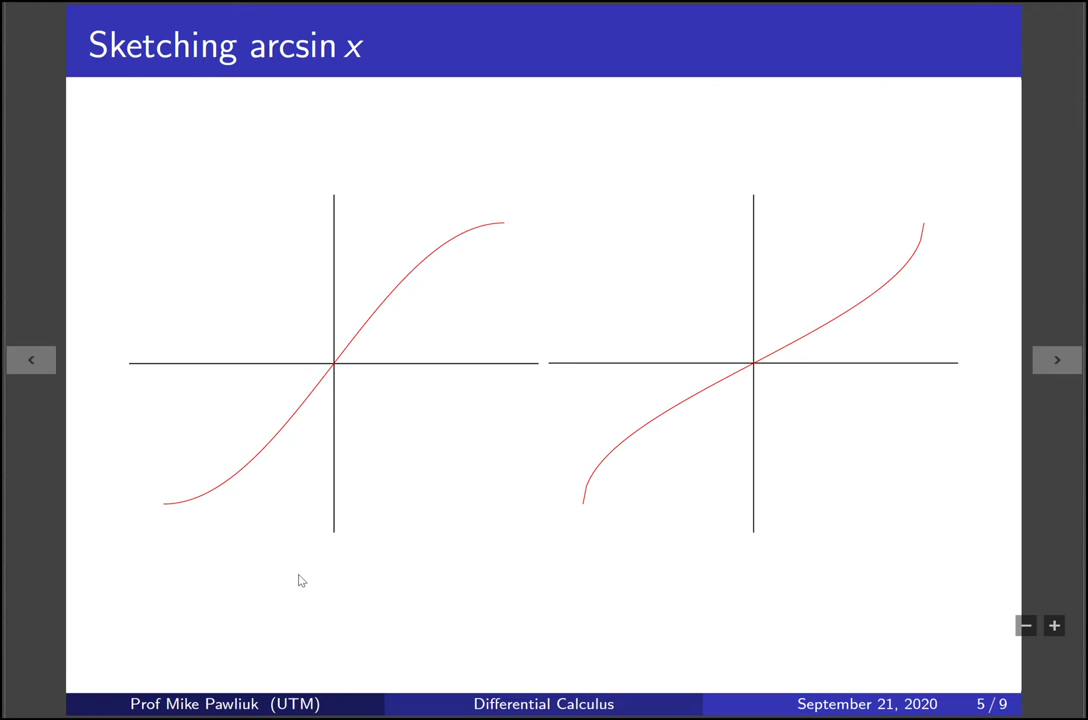 Sketching arcsin x
Prof Mike Pawliuk (UTM) Differential Calculus September 21, 2020 5 / 9